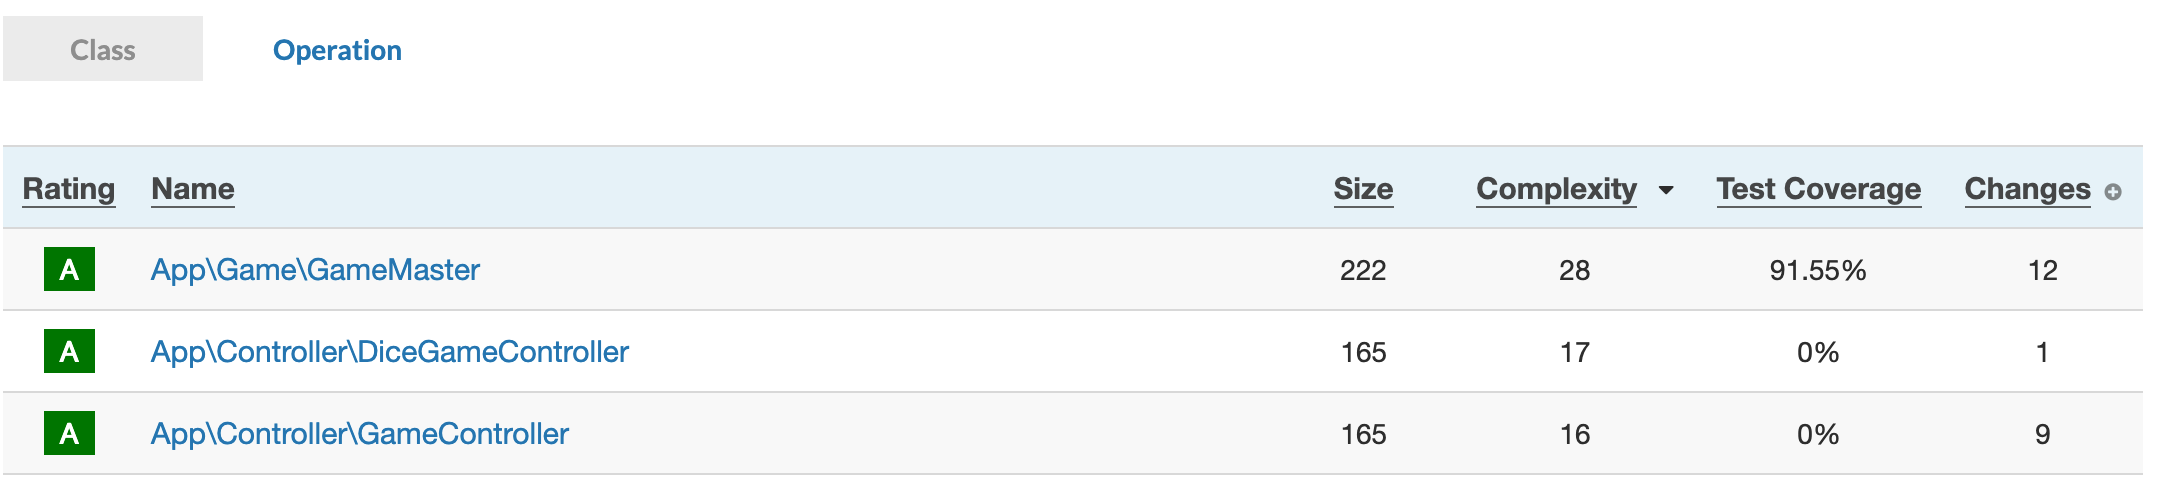 Class Operation
Rating Name Size Complexity Test Coverage Changes
A App\Game\GameMaster 222 28 91.55% 12
A App\Controller\DiceGameController 165 17 0% 1
A App\Controller\GameController 165 16 0% 9